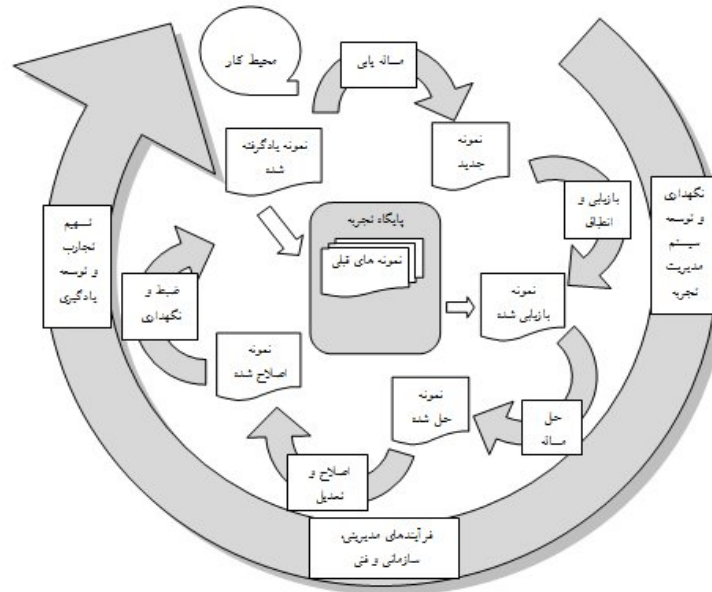 محیط کار
مساله یابی
نمونه یادگرفته
شده
نمونه
جدید
نگهداری
و توسعه
سیستم
مدیریت
تجربه
بازیابی و
انطباق
پایگاه تجربه
نمونه های قبلی
تسهیم
تجارب
و توسعه
یادگیری
ضبط و
نگهداری
نمونه
بازیابی شده
نمونه
اصلاح شده
نمونه
حل شده
حل
مساله
اصلاح و
تعدیل
فرآیندهای مدیریتی،
سازمانی و فنی